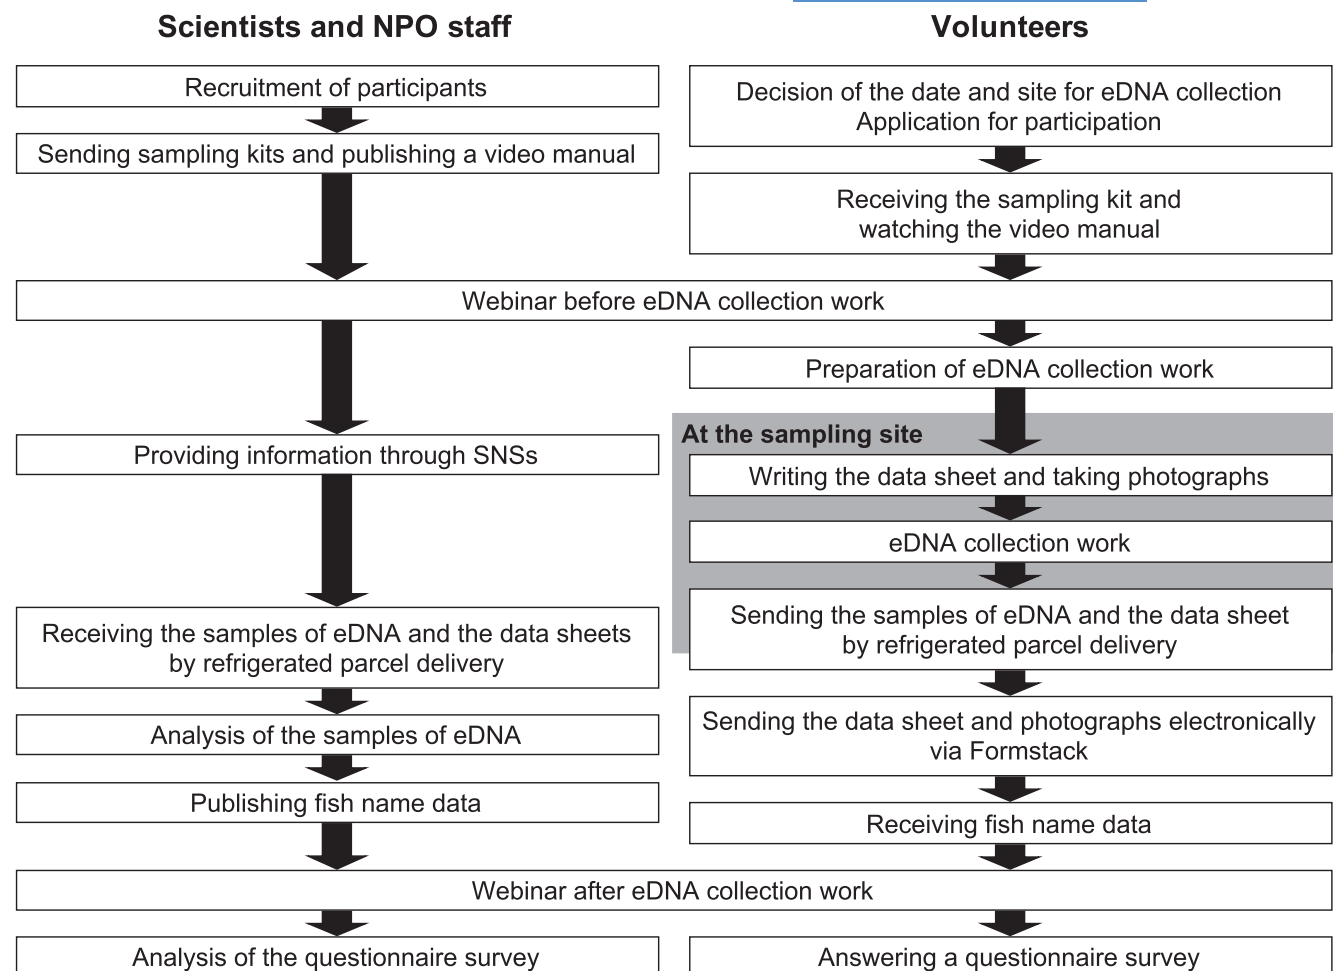 Scientists and NPO staff
Volunteers
Recruitment of participants
Decision of the date and site for eDNA collection
Application for participation
Sending sampling kits and publishing a video manual
Receiving the sampling kit and
watching the video manual
Webinar before eDNA collection work
Preparation of eDNA collection work
At the sampling site
Providing information through SNSs
Writing the data sheet and taking photographs
eDNA collection work
Sending the samples of eDNA and the data sheet
by refrigerated parcel delivery
Receiving the samples of eDNA and the data sheets
by refrigerated parcel delivery
Sending the data sheet and photographs electronically
via Formstack
Analysis of the samples of eDNA
Publishing fish name data
Receiving fish name data
Webinar after eDNA collection work
Analysis of the questionnaire survey
Answering a questionnaire survey